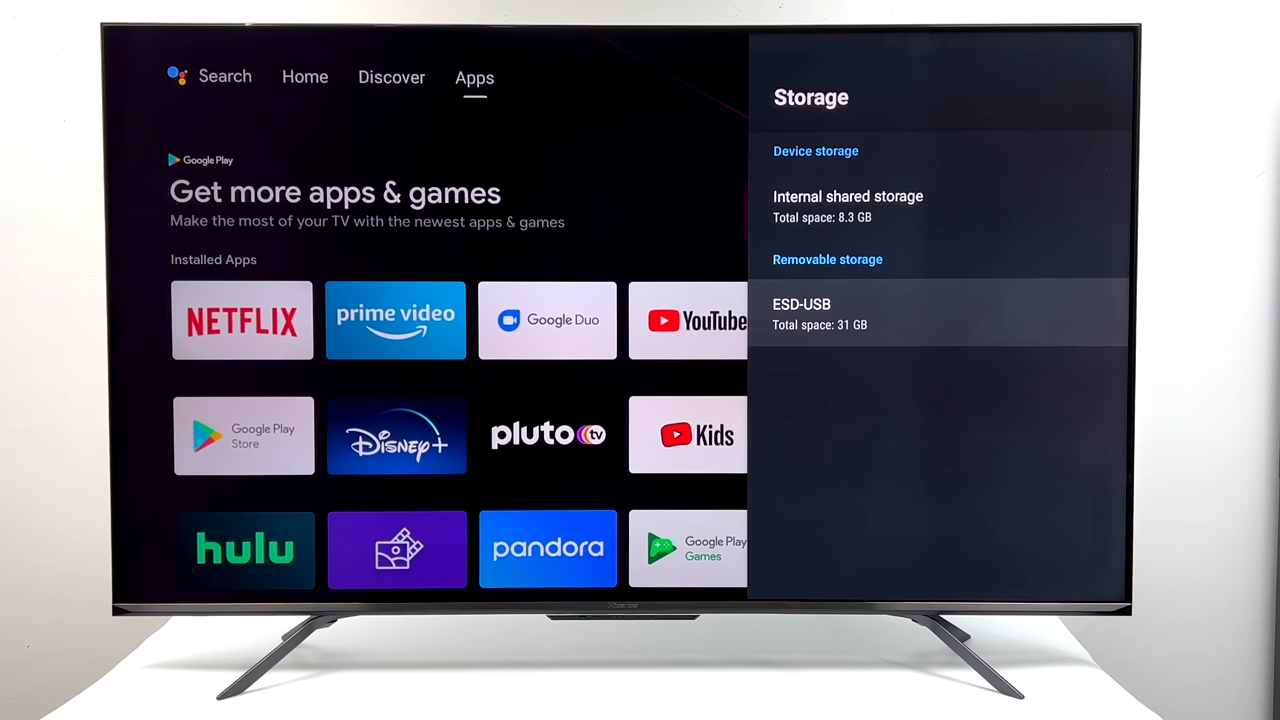 Search Home Discover Apps
Google Play
Get more apps & games
Make the most of your TV with the newest apps & games
Installed Apps
NETFLIX
prime video
Google Duo
YouTube
Google Play
Store
Disney+
pluto tv
Kids
hulu
pandora
Google Play
Games
Storage
Device storage
Internal shared storage
Total space: 8.3 GB
Removable storage
ESD-USB
Total space: 31 GB
Hisense